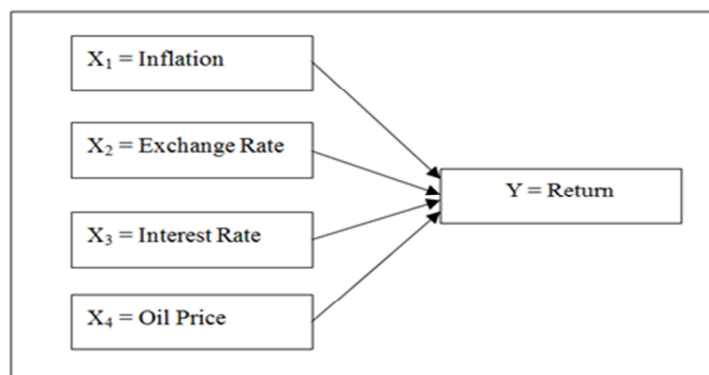 X₁ = Inflation
X₂ = Exchange Rate
Y = Return
X₃ = Interest Rate
X₄ = Oil Price